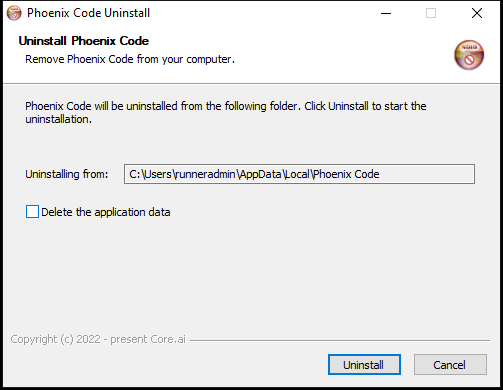 Phoenix Code Uninstall
Uninstall Phoenix Code
Remove Phoenix Code from your computer.
Phoenix Code will be uninstalled from the following folder. Click Uninstall to start the
uninstallation.
Uninstalling from: C:\Users\runneradmin\AppData\Local\Phoenix Code
Delete the application data
Copyright (c) 2022 - present Core.ai
Uninstall Cancel